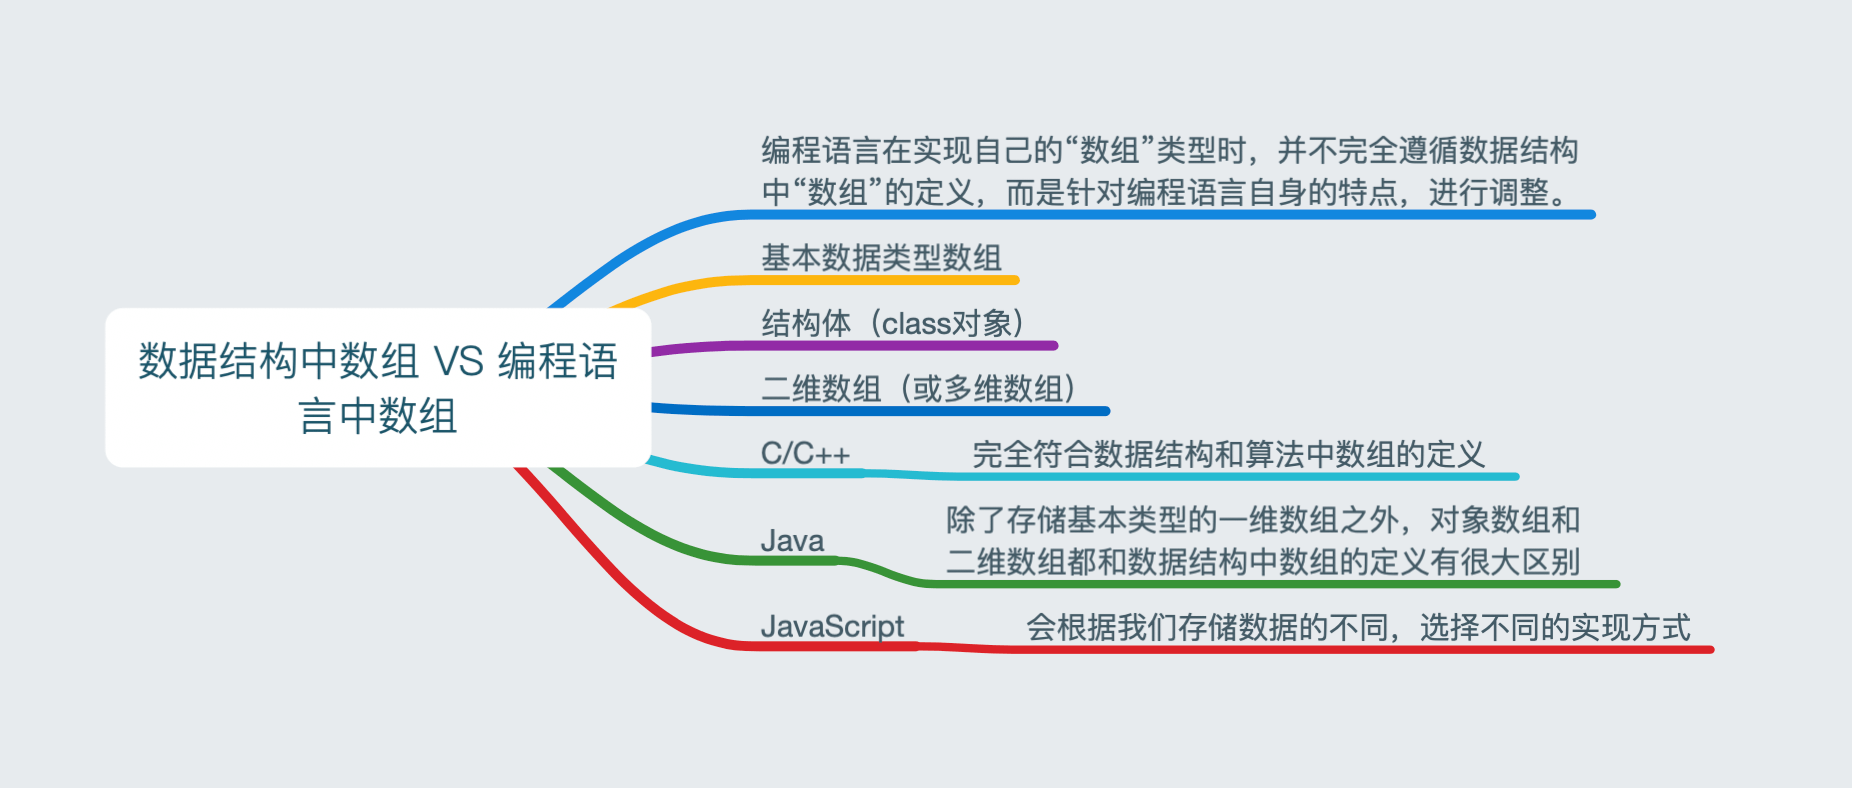 数据结构中数组 VS 编程语
言中数组
编程语言在实现自己的“数组”类型时，并不完全遵循数据结构
中“数组”的定义，而是针对编程语言自身的特点，进行调整。
基本数据类型数组
结构体（class对象）
二维数组（或多维数组）
C/C++
完全符合数据结构和算法中数组的定义
Java
除了存储基本类型的一维数组之外，对象数组和
二维数组都和数据结构中数组的定义有很大区别
JavaScript
会根据我们存储数据的不同，选择不同的实现方式